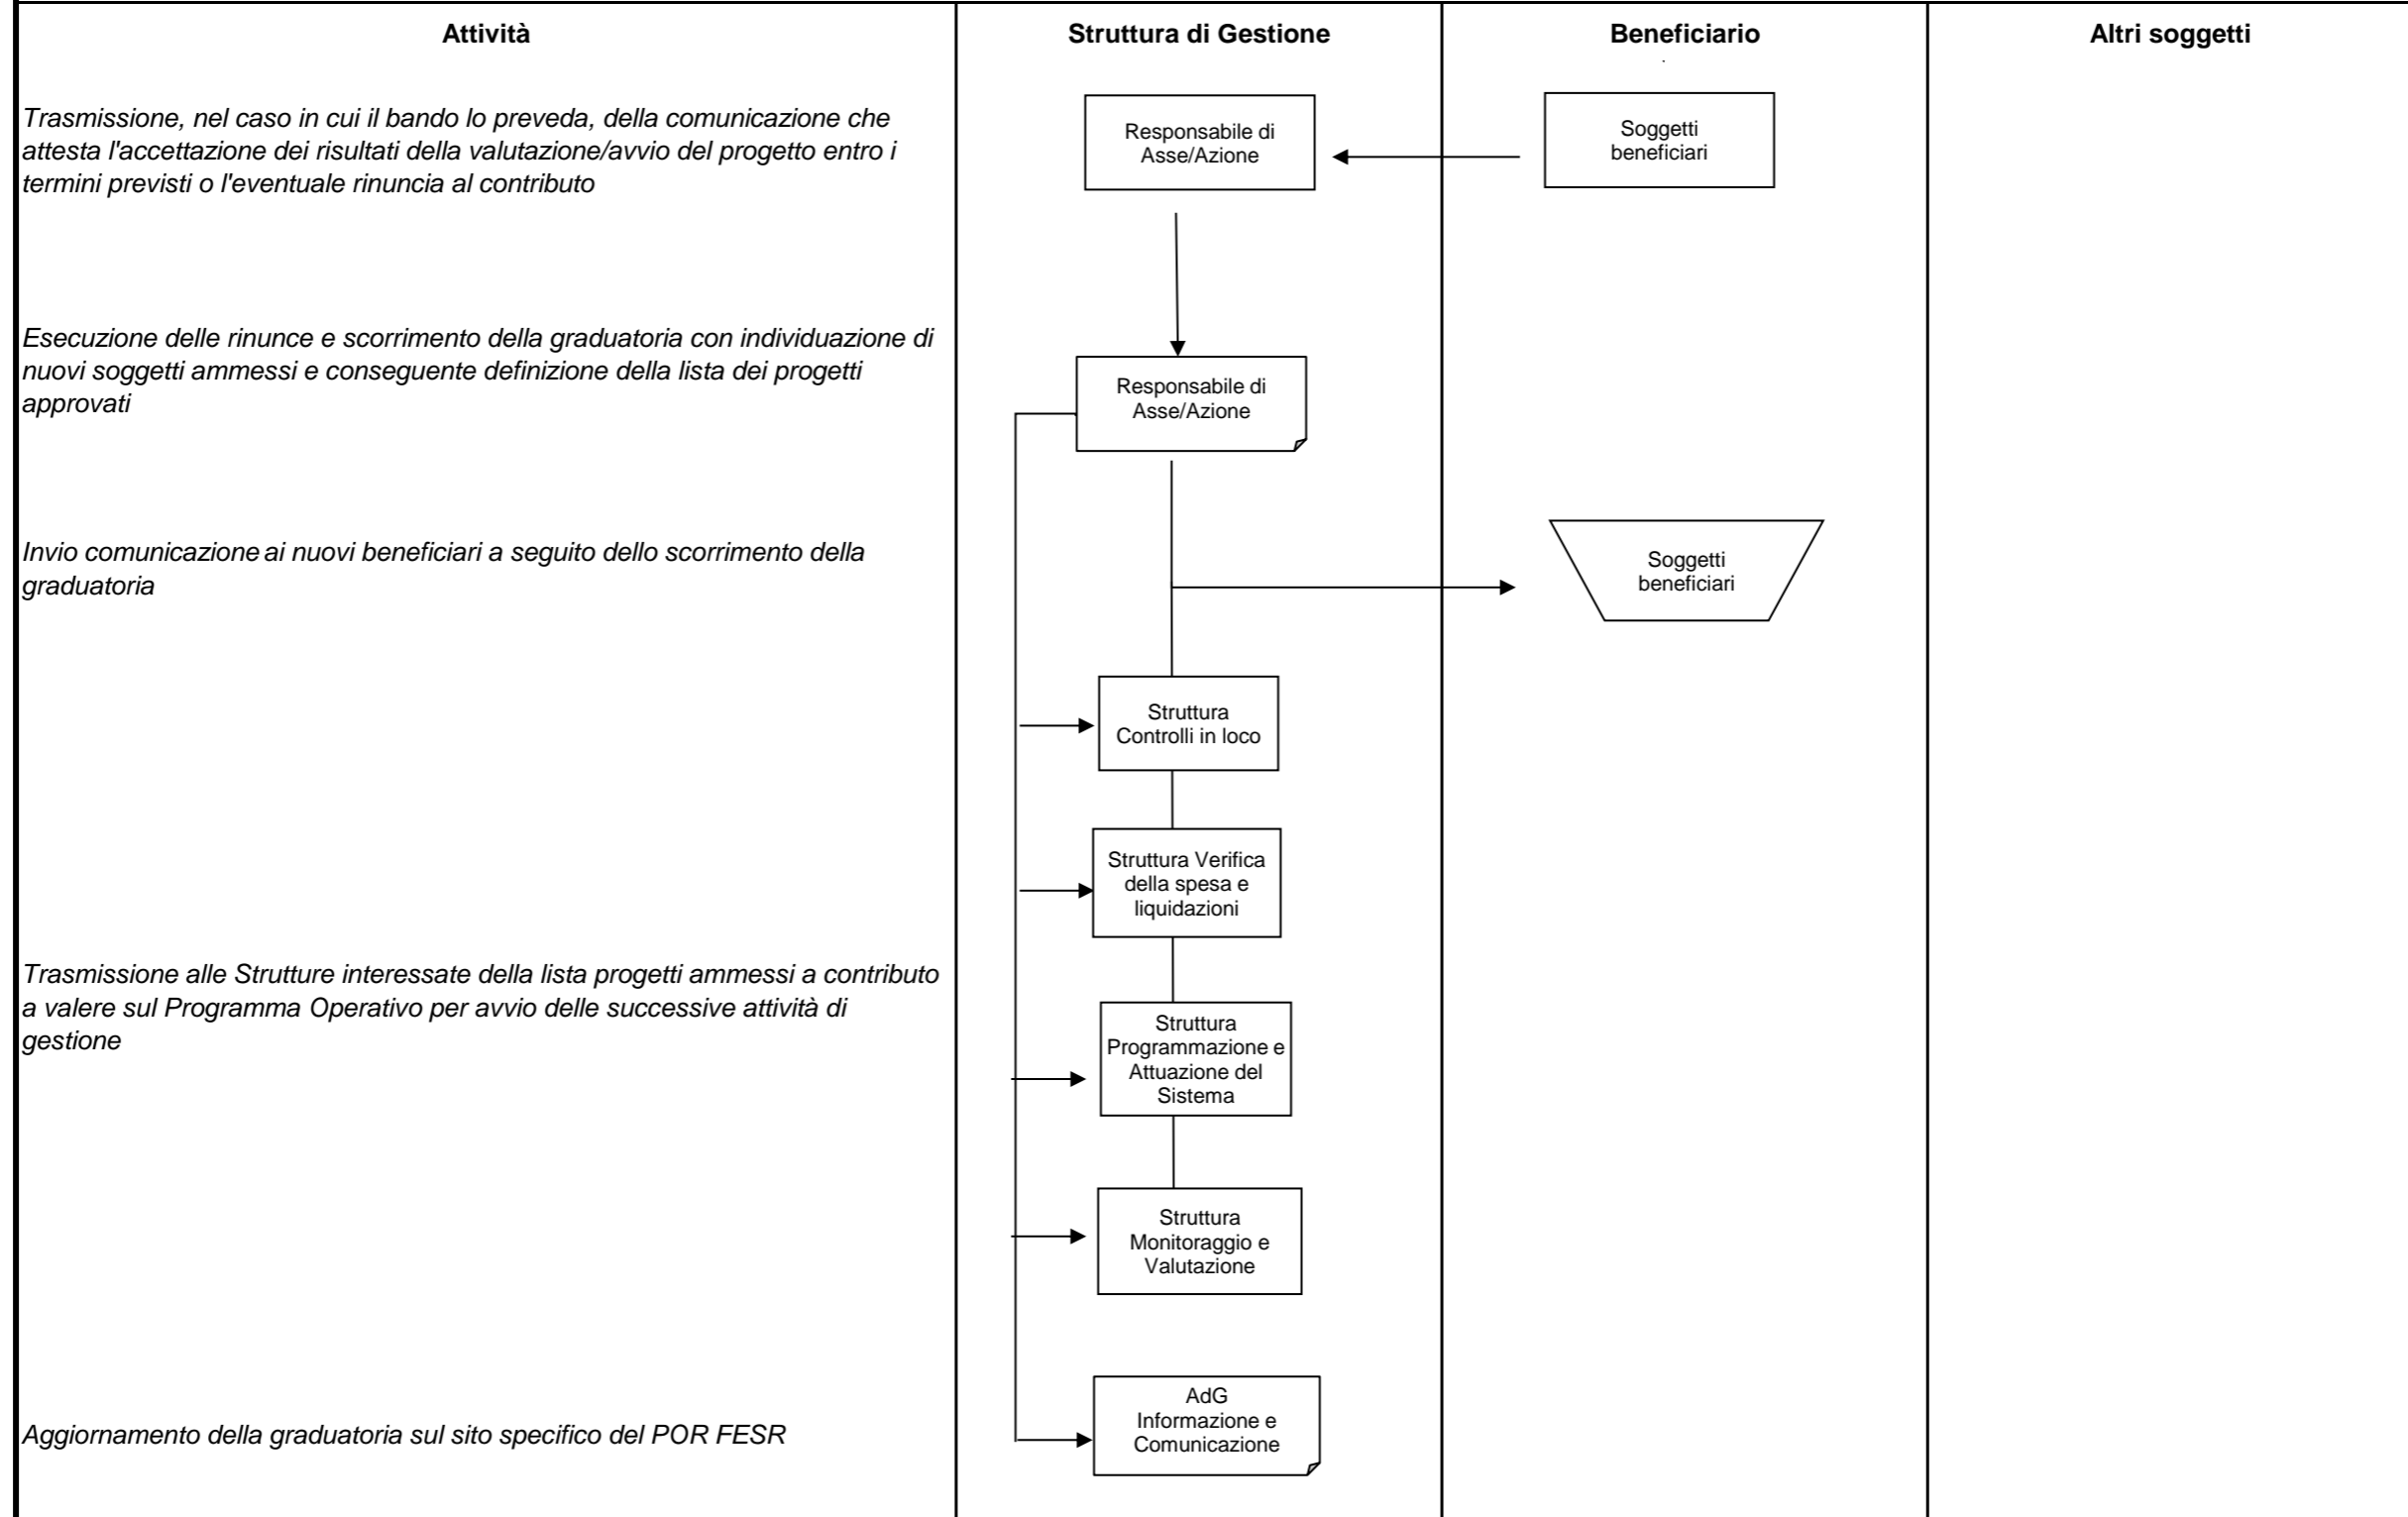 Attività
Struttura di Gestione
Beneficiario
Altri soggetti
Trasmissione, nel caso in cui il bando lo preveda, della comunicazione che
attesta l'accettazione dei risultati della valutazione/avvio del progetto entro i
termini previsti o l'eventuale rinuncia al contributo
Responsabile di
Asse/Azione
Soggetti
beneficiari
Esecuzione delle rinunce e scorrimento della graduatoria con individuazione di
nuovi soggetti ammessi e conseguente definizione della lista dei progetti
approvati
Responsabile di
Asse/Azione
Invio comunicazione ai nuovi beneficiari a seguito dello scorrimento della
graduatoria
Soggetti
beneficiari
Struttura
Controlli in loco
Struttura Verifica
della spesa e
liquidazioni
Trasmissione alle Strutture interessate della lista progetti ammessi a contributo
a valere sul Programma Operativo per avvio delle successive attività di
gestione
Struttura
Programmazione e
Attuazione del
Sistema
Struttura
Monitoraggio e
Valutazione
Aggiornamento della graduatoria sul sito specifico del POR FESR
AdG
Informazione e
Comunicazione